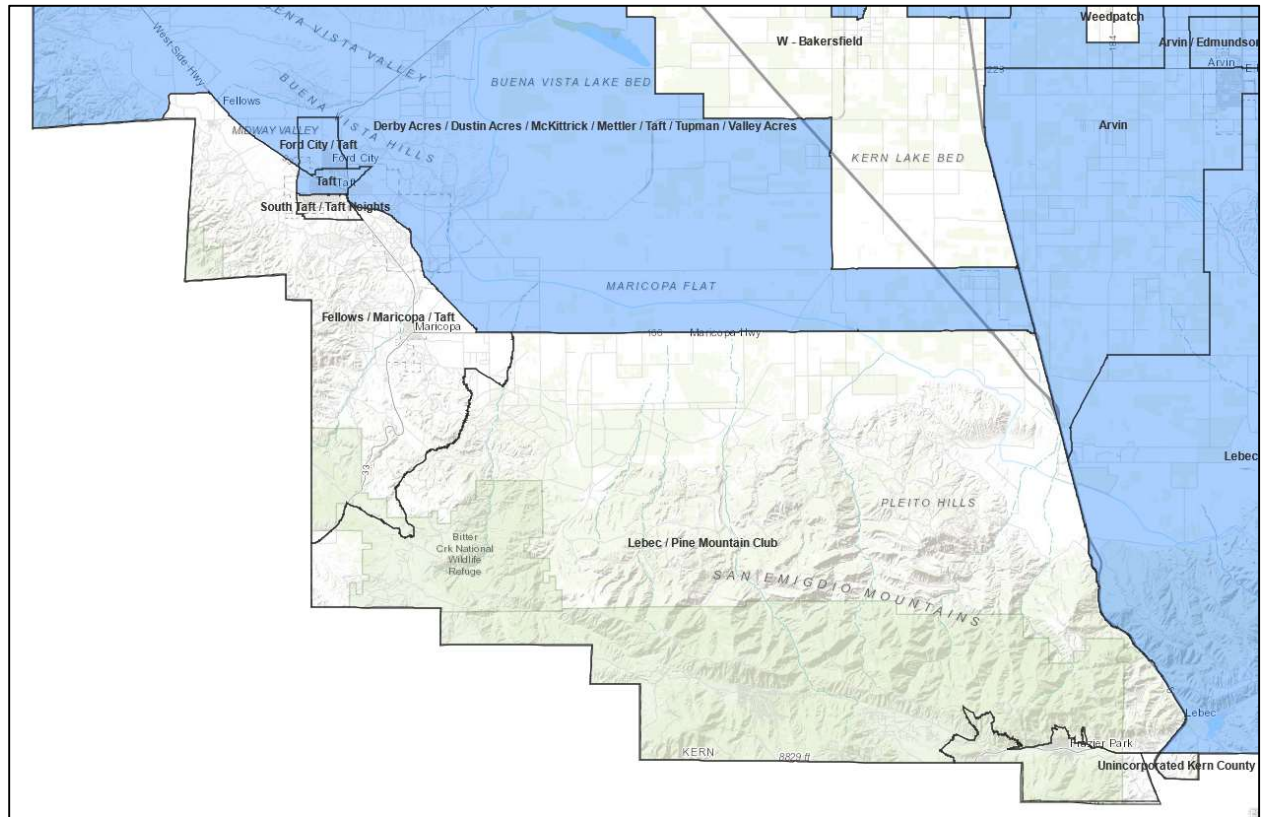 BUENA VISTA VALLEY
West Side Hwy
Weedpatch
184
W - Bakersfield
Arvin / Edmundson
Arvin
BUENA VISTA LAKE BED
223
Fellows
BUENA VISTA HILLS
MIDWAY VALLEY
Derby Acres / Dustin Acres / McKittrick / Mettler / Taft / Tupman / Valley Acres
Arvin
Ford City / Taft
Ford City
KERN LAKE BED
Taft
Taft
South Taft / Taft Heights
MARICOPA FLAT
Fellows / Maricopa / Taft
Maricopa
166
Maricopa Hwy
Lebec
33
PLEITO HILLS
Bitter
Crk National
Wildlife
Refuge
Lebec / Pine Mountain Club
SAN EMIGDIO MOUNTAINS
Lebec
KERN
8829 ft
Frazier Park
Unincorporated Kern County